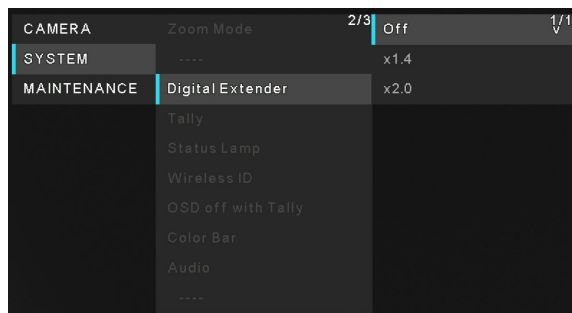 CAMERA
SYSTEM
MAINTENANCE
Zoom Mode 2/3
----
Digital Extender
Tally
Status Lamp
Wireless ID
OSD off with Tally
Color Bar
Audio
----
Off 1/1
x1.4
x2.0